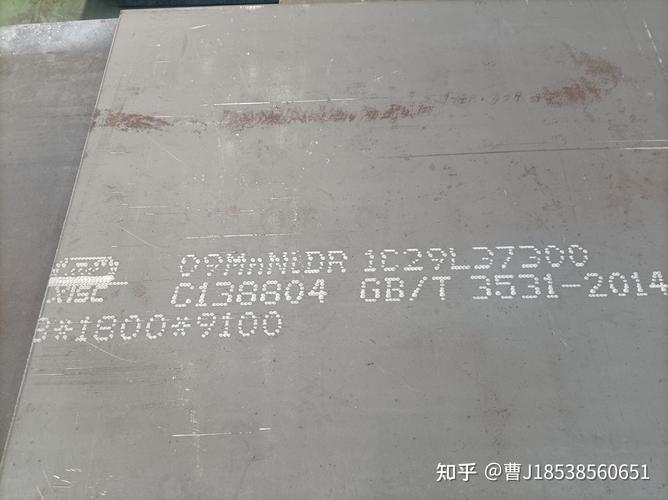 09MnNiDR 1C29L37300
C138804 GB/T 3531-2014
8*1800*9100
知乎 @曹J18538560651